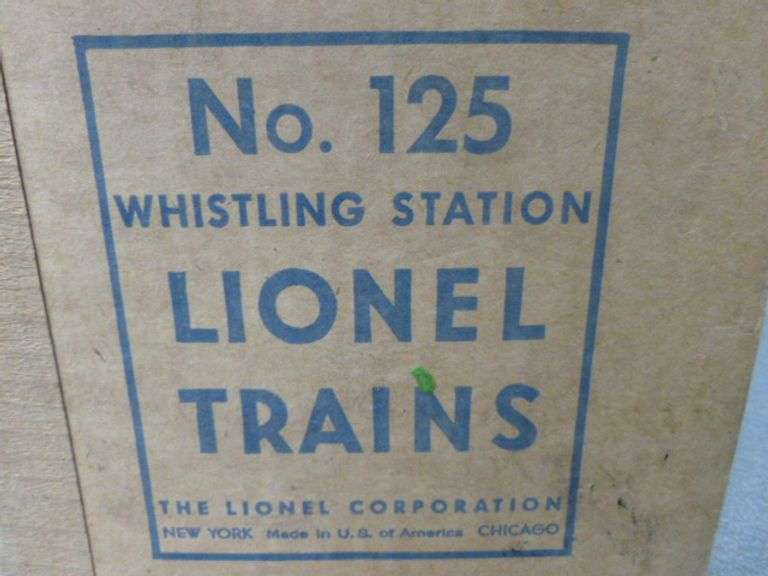 No. 125
WHISTLING STATION
LIONEL
TRAINS
THE LIONEL CORPORATION
NEW YORK Made in U.S. of America CHICAGO